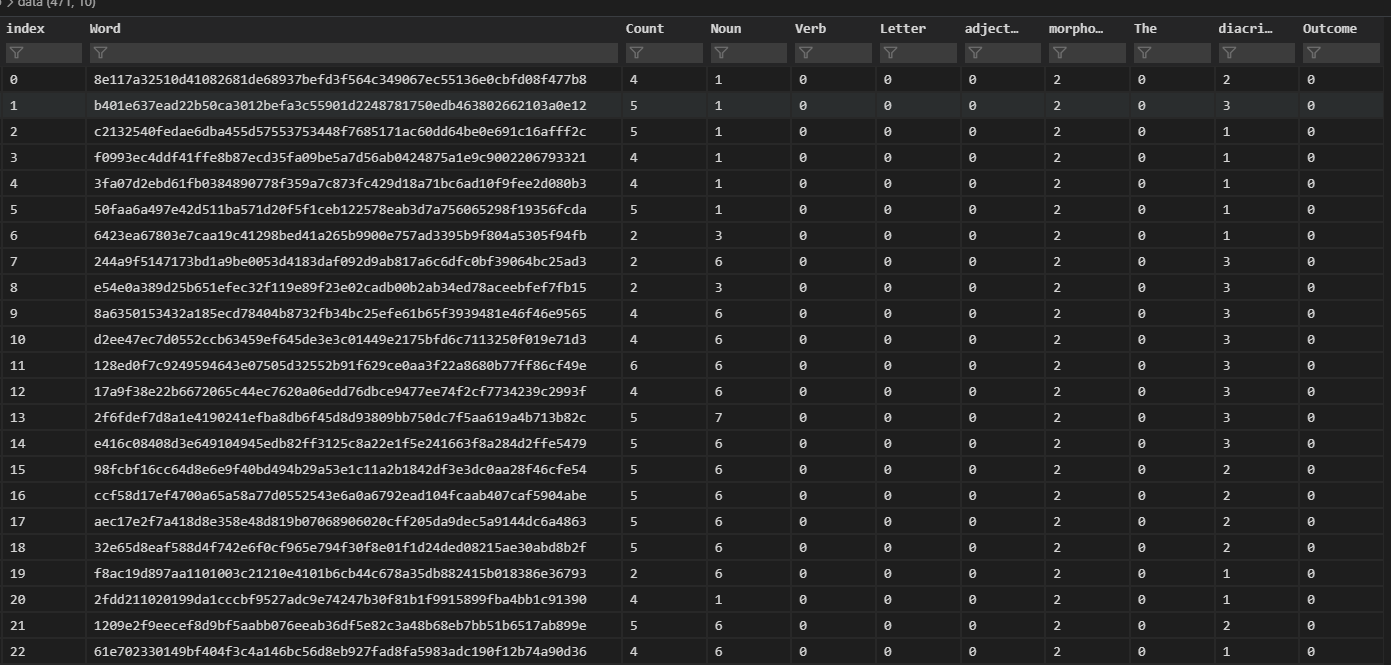 data (471, 10)
index Word Count Noun Verb Letter adject... morpho... The diacri... Outcome
0 8e117a32510d41082681de68937befd3f564c349067ec55136e0cbfd08f477b8 4 1 0 0 0 2 0 2 0
1 b401e637ead22b50ca3012befa3c55901d2248781750edb463802662103a0e12 5 1 0 0 0 2 0 3 0
2 c2132540fedae6dba455d57553753448f7685171ac60dd64be0e691c16afff2c 5 1 0 0 0 2 0 1 0
3 f0993ec4ddf41ffe8b87ecd35fa09be5a7d56ab0424875a1e9c9002206793321 4 1 0 0 0 2 0 1 0
4 3fa07d2ebd61fb0384890778f359a7c873fc429d18a71bc6ad10f9fee2d080b3 4 1 0 0 0 2 0 1 0
5 50faa6a497e42d511ba571d20f5f1ceb122578eab3d7a756065298f19356fcda 5 1 0 0 0 2 0 1 0
6 6423ea67803e7caa19c41298bed41a265b9900e757ad3395b9f804a5305f94fb 2 3 0 0 0 2 0 1 0
7 244a9f5147173bd1a9be0053d4183daf092d9ab817a6c6dfc0bf39064bc25ad3 2 6 0 0 0 2 0 3 0
8 e54e0a389d25b651efec32f119e89f23e02cadb00b2ab34ed78aceebfef7fb15 2 3 0 0 0 2 0 3 0
9 8a6350153432a185ecd78404b8732fb34bc25efe61b65f3939481e46f46e9565 4 6 0 0 0 2 0 3 0
10 d2ee47ec7d0552ccb63459ef645de3e3c01449e2175bfd6c7113250f019e71d3 4 6 0 0 0 2 0 3 0
11 128ed0f7c9249594643e07505d32552b91f629ce0aa3f22a8680b77ff86cf49e 6 6 0 0 0 2 0 3 0
12 17a9f38e22b6672065c44ec7620a06edd76dbce9477ee74f2cf7734239c2993f 4 6 0 0 0 2 0 3 0
13 2f6fdef7d8a1e4190241efba8db6f45d8d93809bb750dc7f5aa619a4b713b82c 5 7 0 0 0 2 0 3 0
14 e416c08408d3e649104945edb82ff3125c8a22e1f5e241663f8a284d2ffe5479 5 6 0 0 0 2 0 3 0
15 98fcbf16cc64d8e6e9f40bd494b29a53e1c11a2b1842df3e3dc0aa28f46cfe54 5 6 0 0 0 2 0 2 0
16 ccf58d17ef4700a65a58a77d0552543e6a0a6792ead104fcaab407caf5904abe 5 6 0 0 0 2 0 2 0
17 aec17e2f7a418d8e358e48d819b07068906020cff205da9dec5a9144dc6a4863 5 6 0 0 0 2 0 2 0
18 32e65d8eaf588d4f742e6f0cf965e794f30f8e01f1d24ded08215ae30abd8b2f 5 6 0 0 0 2 0 2 0
19 f8ac19d897aa1101003c21210e4101b6cb44c678a35db882415b018386e36793 2 6 0 0 0 2 0 1 0
20 2fdd211020199da1cccbf9527adc9e74247b30f81b1f9915899fba4bb1c91390 4 1 0 0 0 2 0 1 0
21 1209e2f9eecef8d9bf5aabb076eeab36df5e82c3a48b68eb7bb51b6517ab899e 5 6 0 0 0 2 0 2 0
22 61e702330149bf404f3c4a146bc56d8eb927fad8fa5983adc190f12b74a90d36 4 6 0 0 0 2 0 1 0